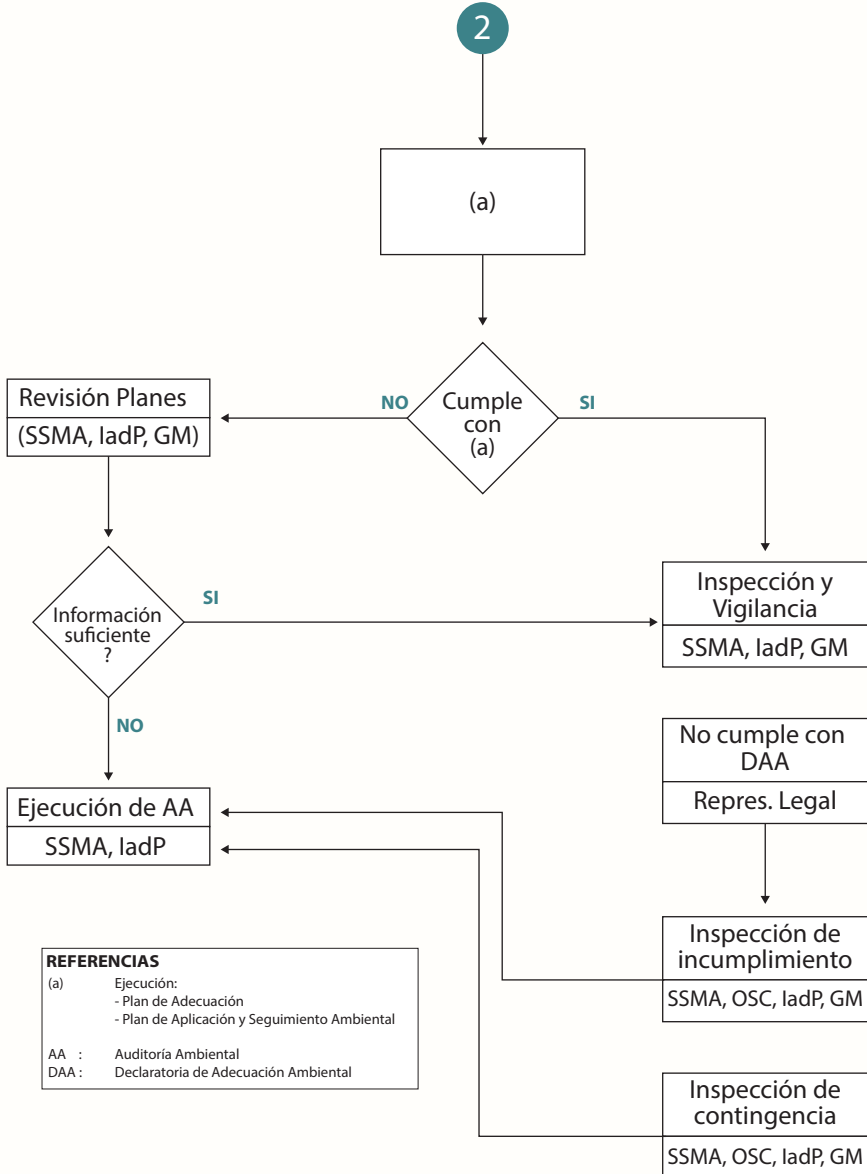 2
(a)
Cumple
con
(a)
NO
SI
Revisión Planes
(SSMA, IadP, GM)
Información
suficiente
?
SI
NO
Inspección y
Vigilancia
SSMA, IadP, GM
No cumple con
DAA
Repres. Legal
Ejecución de AA
SSMA, IadP
Inspección de
incumplimiento
SSMA, OSC, IadP, GM
Inspección de
contingencia
SSMA, OSC, IadP, GM
REFERENCIAS
(a) Ejecución:
- Plan de Adecuación
- Plan de Aplicación y Seguimiento Ambiental
AA : Auditoría Ambiental
DAA : Declaratoria de Adecuación Ambiental